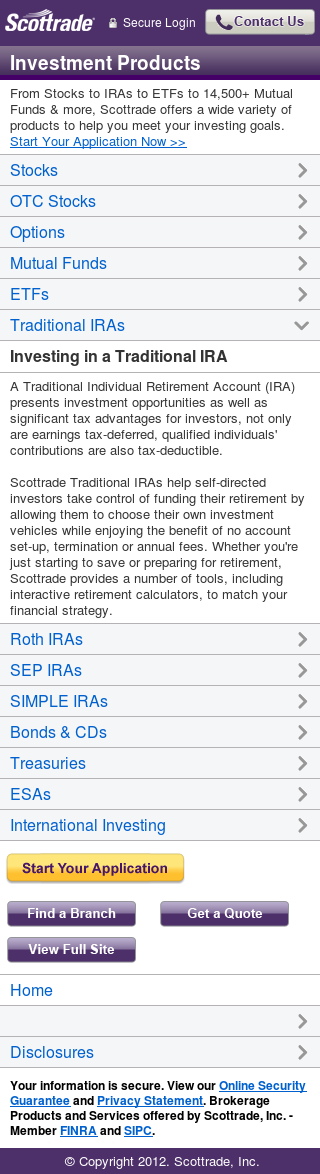 Scottrade
Secure Login
Contact Us
Investment Products
From Stocks to IRAs to ETFs to 14,500+ Mutual
Funds & more, Scottrade offers a wide variety of
products to help you meet your investing goals.
Start Your Application Now >>
Stocks
OTC Stocks
Options
Mutual Funds
ETFs
Traditional IRAs
Investing in a Traditional IRA
A Traditional Individual Retirement Account (IRA)
presents investment opportunities as well as
significant tax advantages for investors, not only
are earnings tax-deferred, qualified individuals'
contributions are also tax-deductible.
Scottrade Traditional IRAs help self-directed
investors take control of funding their retirement by
allowing them to choose their own investment
vehicles while enjoying the benefit of no account
set-up, termination or annual fees. Whether you're
just starting to save or preparing for retirement,
Scottrade provides a number of tools, including
interactive retirement calculators, to match your
financial strategy.
Roth IRAs
SEP IRAs
SIMPLE IRAs
Bonds & CDs
Treasuries
ESAs
International Investing
Start Your Application
Find a Branch
Get a Quote
View Full Site
Home
Disclosures
Your information is secure. View our Online Security
Guarantee and Privacy Statement. Brokerage
Products and Services offered by Scottrade, Inc. -
Member FINRA and SIPC.
© Copyright 2012. Scottrade, Inc.